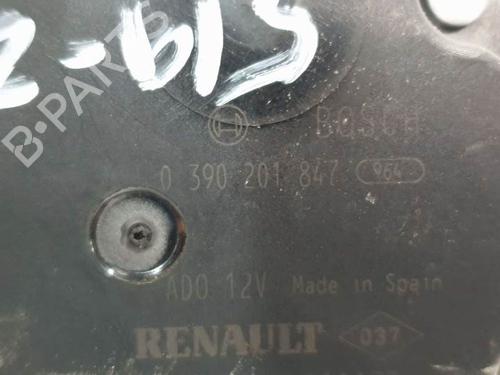 2-615
B-PARTS
BOSCH
0 390 201 847 964
ADO 12V Made in Spain
RENAULT 037